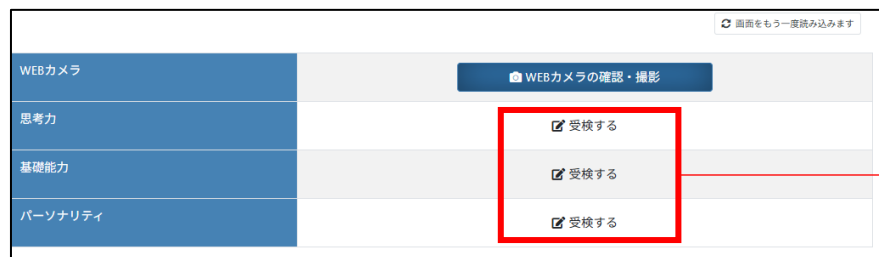 画面をもう一度読み込みます
WEBカメラ
WEBカメラの確認・撮影
思考力
受検する
基礎能力
受検する
パーソナリティ
受検する